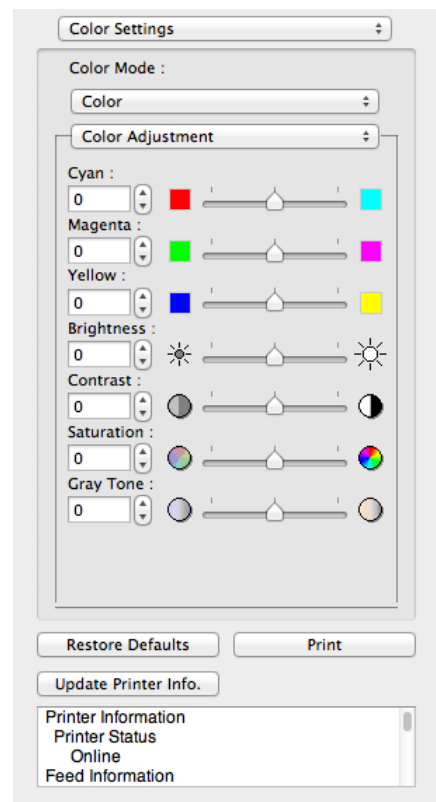 Color Settings
Color Mode :
Color
Color Adjustment
Cyan :
0
Magenta :
0
Yellow :
0
Brightness :
0
Contrast :
0
Saturation :
0
Gray Tone :
0
Restore Defaults Print
Update Printer Info.
Printer Information
Printer Status
Online
Feed Information